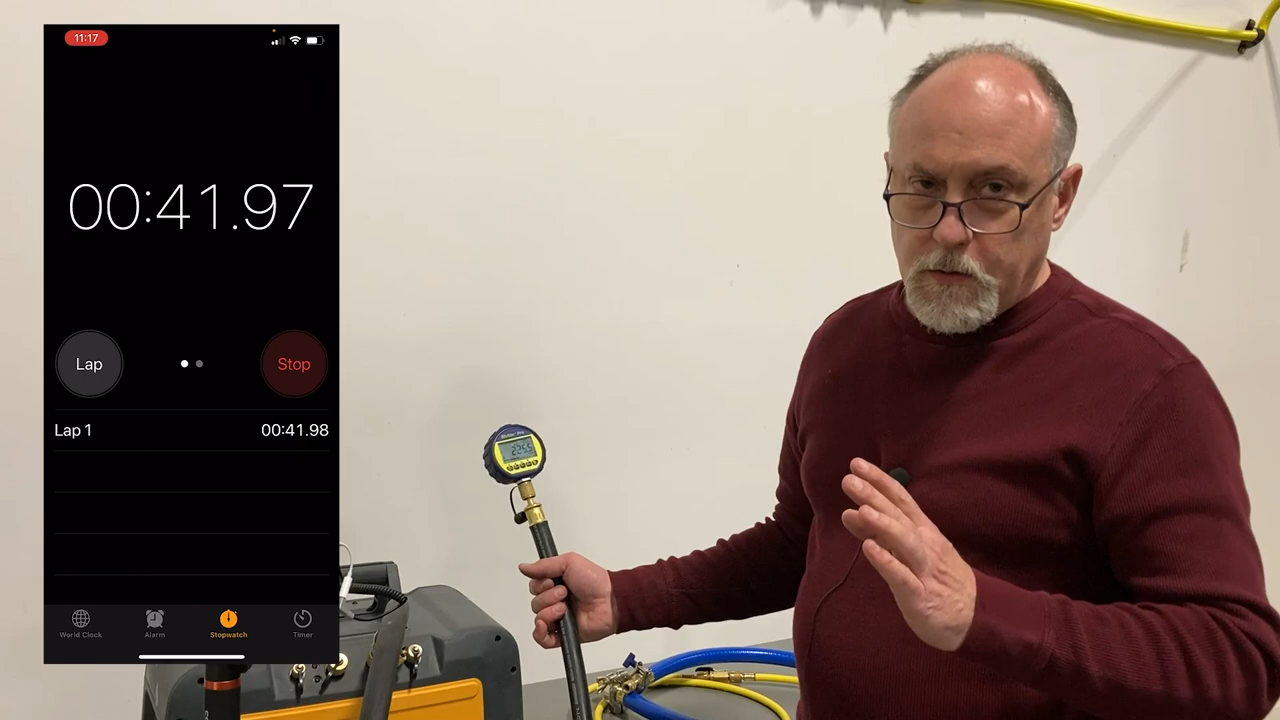 11:17
00:41.97
Lap
Stop
Lap 1
00:41.98
World Clock
Alarm
Stopwatch
Timer